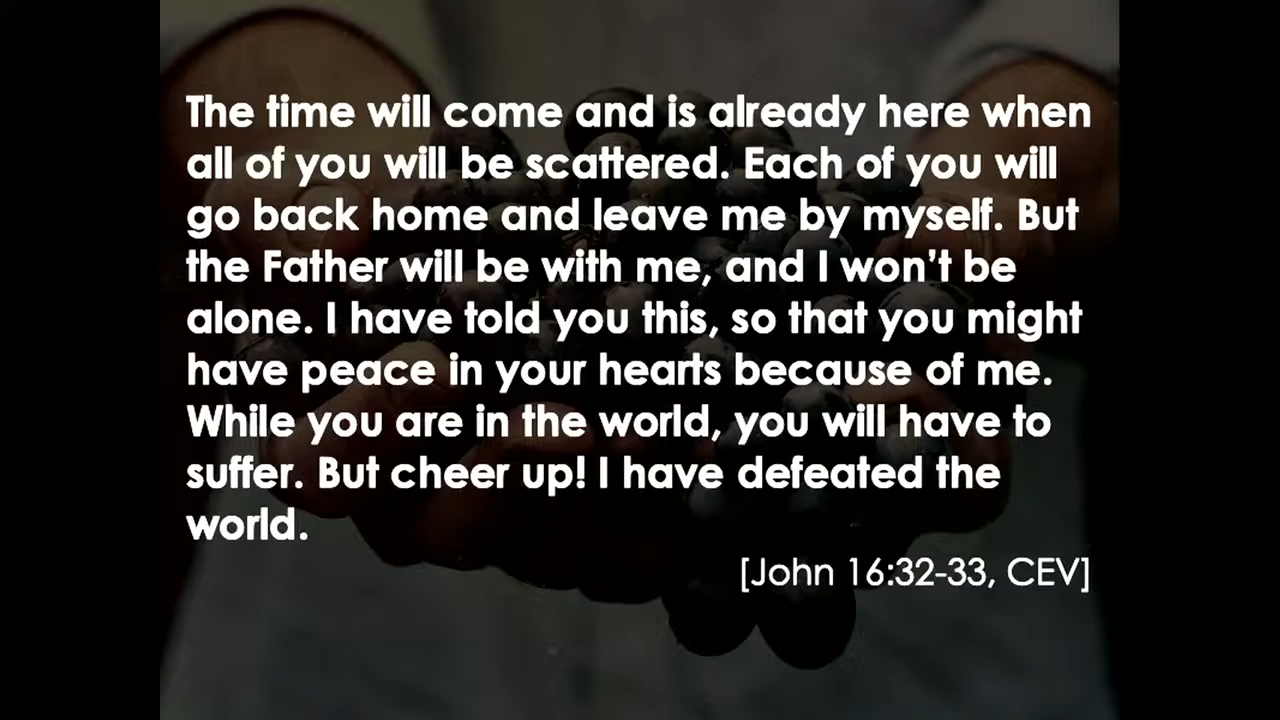 The time will come and is already here when
all of you will be scattered. Each of you will
go back home and leave me by myself. But
the Father will be with me, and I won’t be
alone. I have told you this, so that you might
have peace in your hearts because of me.
While you are in the world, you will have to
suffer. But cheer up! I have defeated the
world.
[John 16:32-33, CEV]